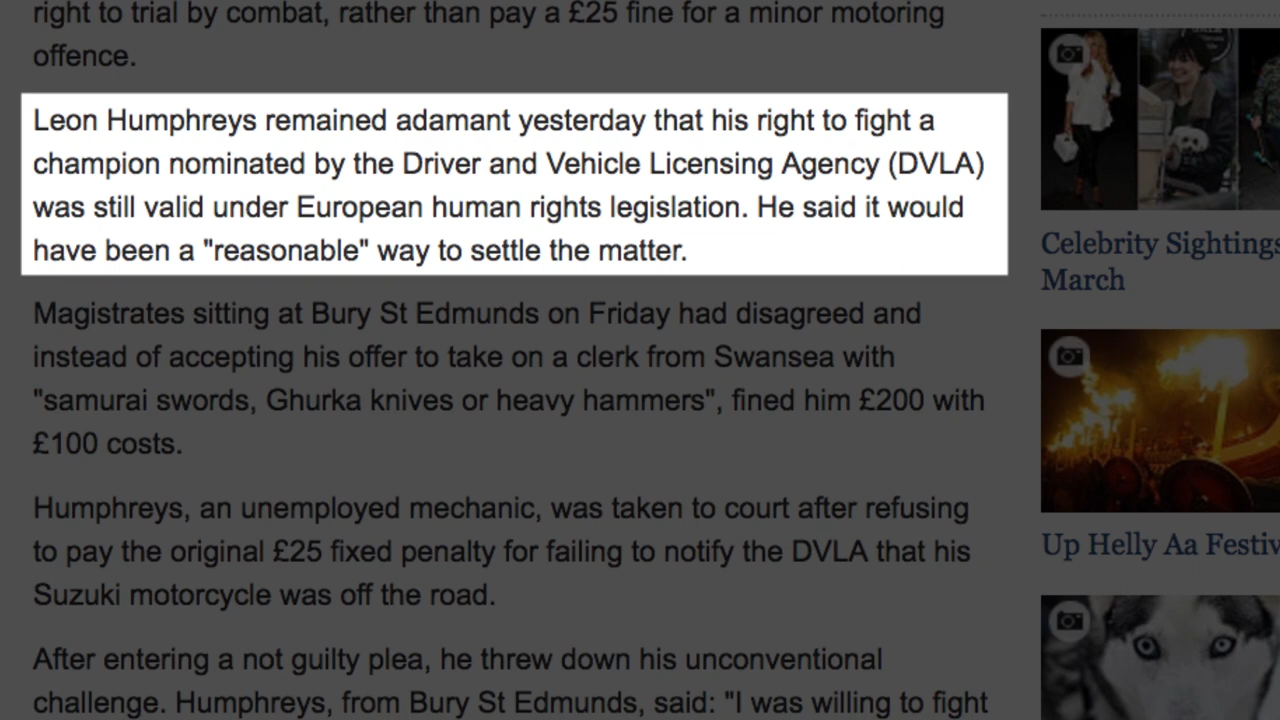 right to trial by combat, rather than pay a £25 fine for a minor motoring
offence.
Leon Humphreys remained adamant yesterday that his right to fight a
champion nominated by the Driver and Vehicle Licensing Agency (DVLA)
was still valid under European human rights legislation. He said it would
have been a "reasonable" way to settle the matter.
Magistrates sitting at Bury St Edmunds on Friday had disagreed and
instead of accepting his offer to take on a clerk from Swansea with
"samurai swords, Ghurka knives or heavy hammers", fined him £200 with
£100 costs.
Humphreys, an unemployed mechanic, was taken to court after refusing
to pay the original £25 fixed penalty for failing to notify the DVLA that his
Suzuki motorcycle was off the road.
After entering a not guilty plea, he threw down his unconventional
challenge. Humphreys, from Bury St Edmunds, said: "I was willing to fight
Celebrity Sightings
March
Up Helly Aa Festiv